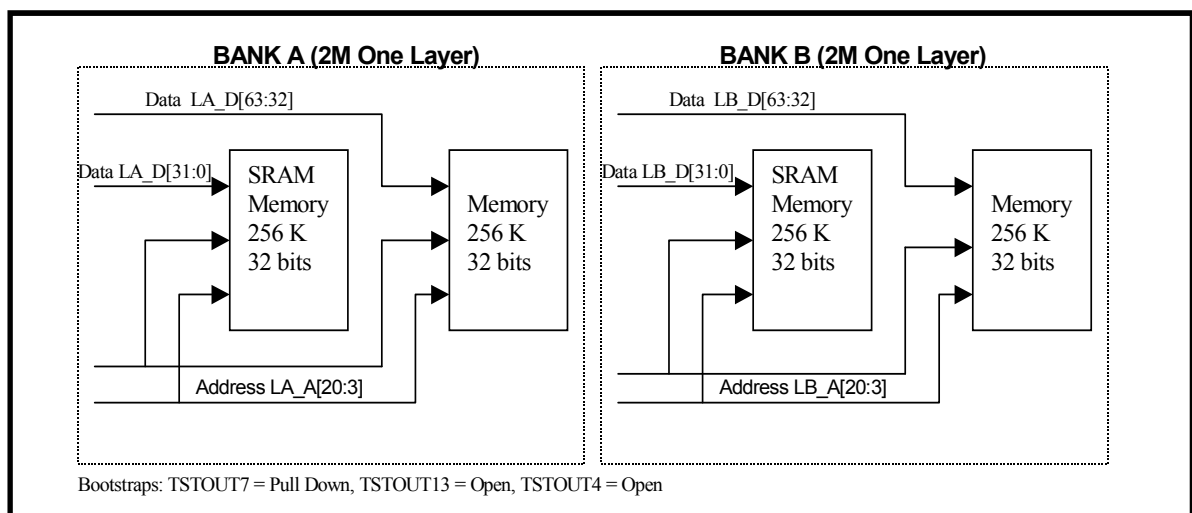 BANK A (2M One Layer)
Data LA_D[63:32]
Data LA_D[31:0]
SRAM
Memory
256 K
32 bits
Memory
256 K
32 bits
Address LA_A[20:3]
BANK B (2M One Layer)
Data LB_D[63:32]
Data LB_D[31:0]
SRAM
Memory
256 K
32 bits
Memory
256 K
32 bits
Address LB_A[20:3]
Bootstraps: TSTOUT7 = Pull Down, TSTOUT13 = Open, TSTOUT4 = Open